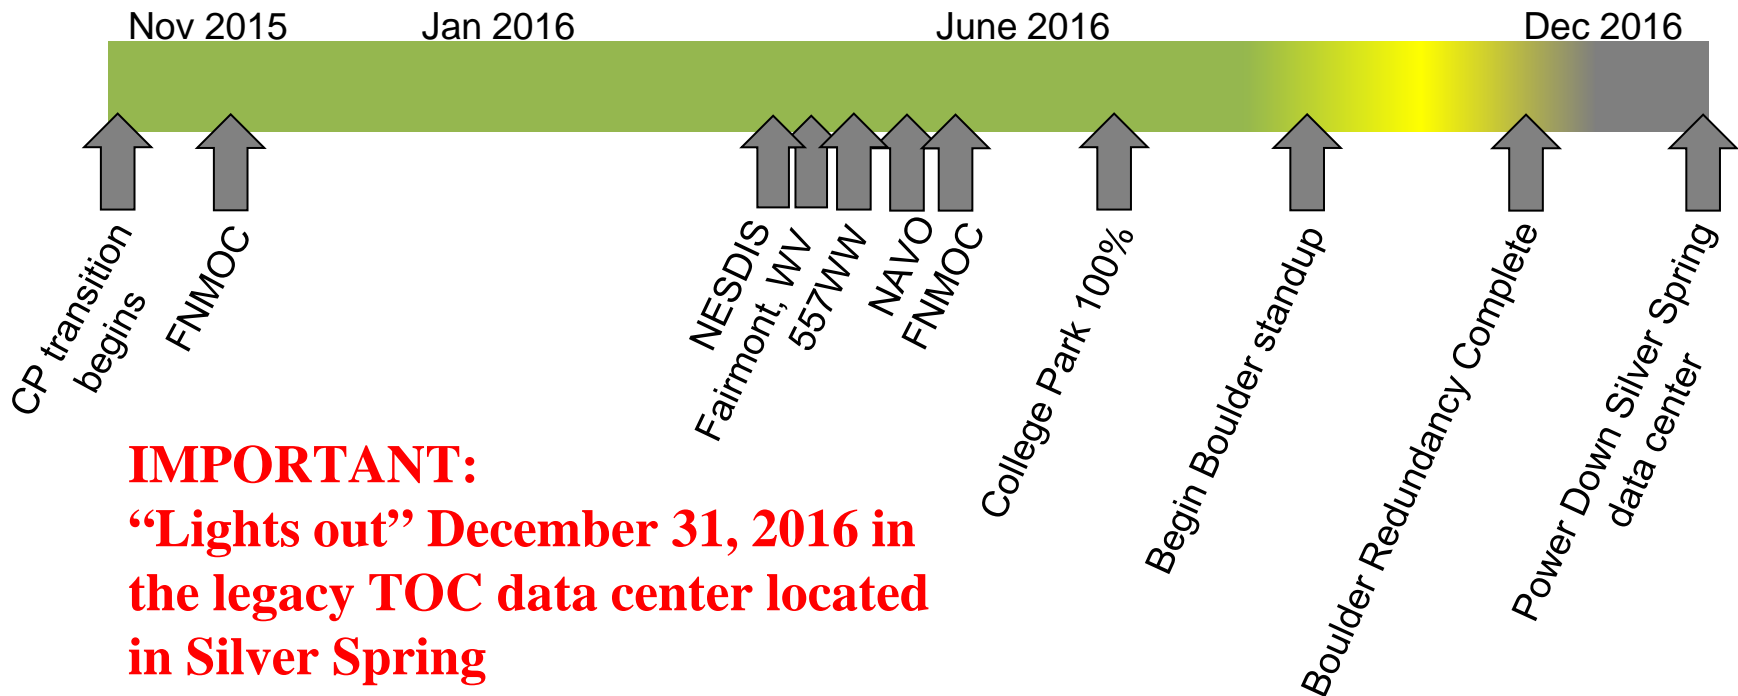 Nov 2015
Jan 2016
June 2016
Dec 2016
CP transition
begins
FNMOC
NESDIS
Fairmont, WV
557WW
NAVO
FNMOC
College Park 100%
Begin Boulder standup
Boulder Redundancy Complete
Power Down Silver Spring
data center
IMPORTANT:
“Lights out” December 31, 2016 in
the legacy TOC data center located
in Silver Spring